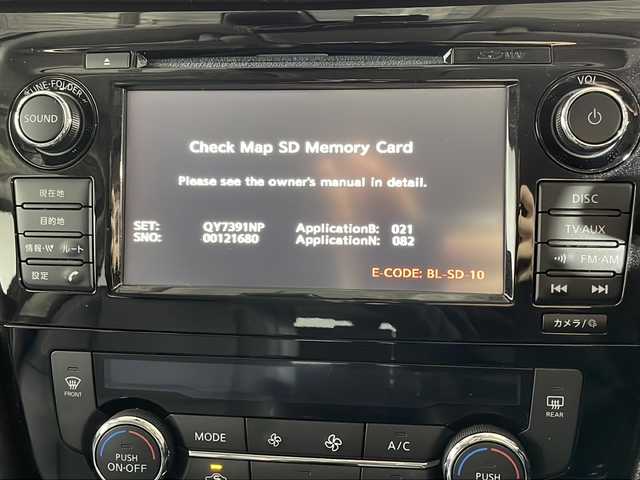 TUNE·FOLDER
VOL
SOUND
Check Map SD Memory Card
Please see the owner's manual in detail.
SET: QY7391NP ApplicationB: 021
SNO: 00121680 ApplicationN: 082
E-CODE: BL-SD-10
現在地
目的地
情報·VI ルート
設定
DISC
TV·AUX
FM·AM
カメラ/
FRONT
MODE
A/C
REAR
PUSH
ON·OFF
PUSH